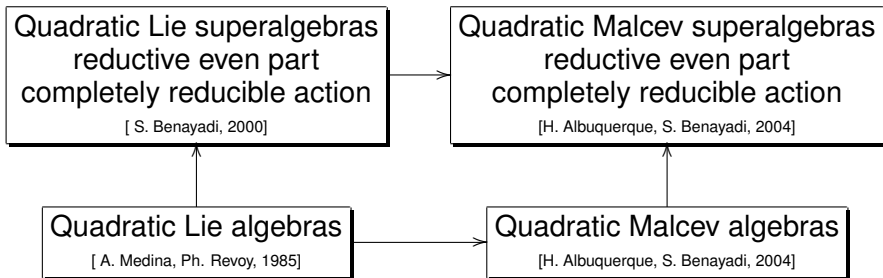 Quadratic Lie superalgebras
reductive even part
completely reducible action
[ S. Benayadi, 2000]
Quadratic Malcev superalgebras
reductive even part
completely reducible action
[H. Albuquerque, S. Benayadi, 2004]
Quadratic Lie algebras
[ A. Medina, Ph. Revoy, 1985]
Quadratic Malcev algebras
[H. Albuquerque, S. Benayadi, 2004]